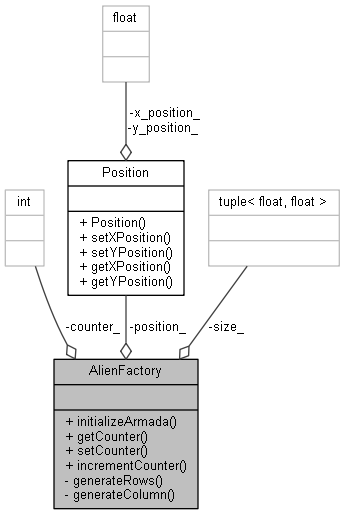 float
-x_position_
-y_position_
Position
+ Position()
+ setXPosition()
+ setYPosition()
+ getXPosition()
+ getYPosition()
int
tuple< float, float >
-counter_
-position_
-size_
AlienFactory
+ initializeArmada()
+ getCounter()
+ setCounter()
+ incrementCounter()
- generateRows()
- generateColumn()